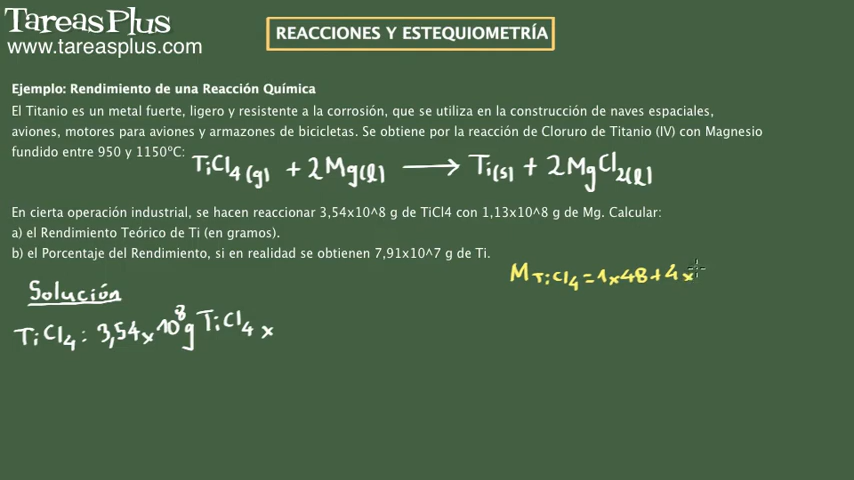 TareasPlus
www.tareasplus.com
REACCIONES Y ESTEQUIOMETRÍA
Ejemplo: Rendimiento de una Reacción Química
El Titanio es un metal fuerte, ligero y resistente a la corrosión, que se utiliza en la construcción de naves espaciales,
aviones, motores para aviones y armazones de bicicletas. Se obtiene por la reacción de Cloruro de Titanio (IV) con Magnesio
fundido entre 950 y 1150ºC:
TiCl4(g) + 2Mg(l) ⟶ Ti(s) + 2MgCl2(l)
En cierta operación industrial, se hacen reaccionar 3,54x10^8 g de TiCl4 con 1,13x10^8 g de Mg. Calcular:
a) el Rendimiento Teórico de Ti (en gramos).
b) el Porcentaje del Rendimiento, si en realidad se obtienen 7,91x10^7 g de Ti.
M TiCl4 = 1x48+4x
Solución
TiCl4: 3,54x10^8 g TiCl4 x